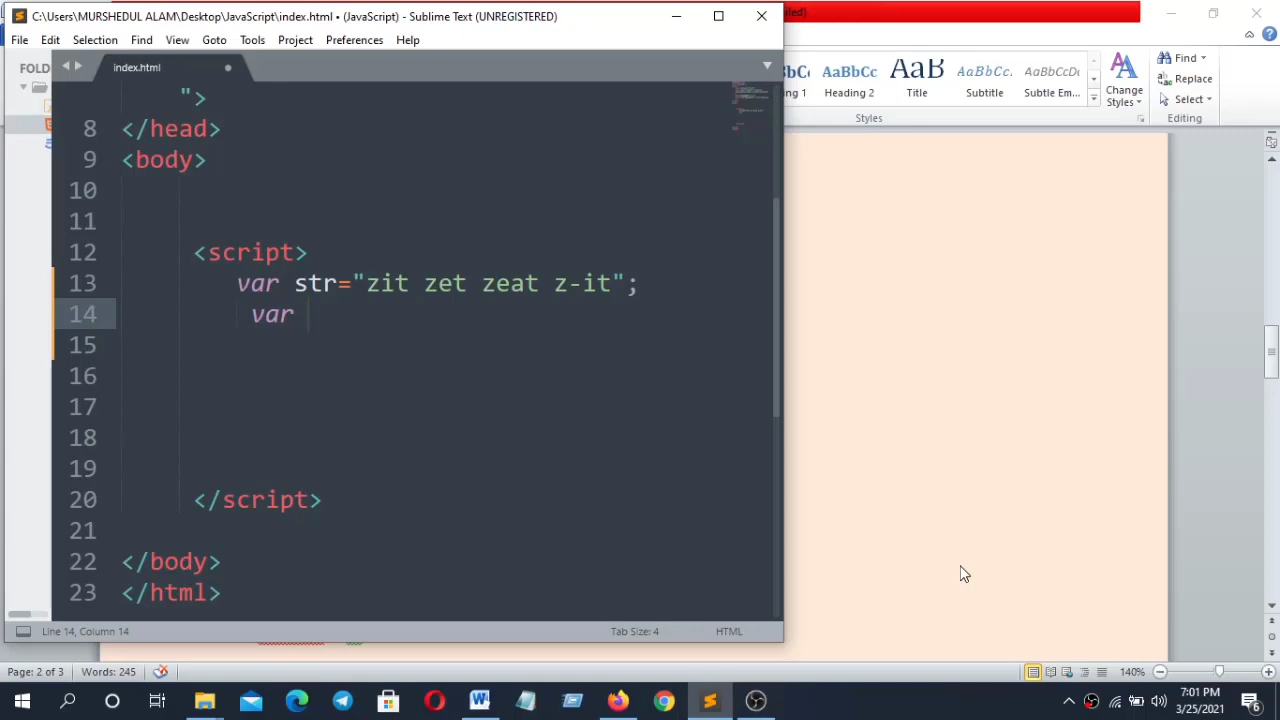 C:\Users\MURSHEDUL ALAM\Desktop\JavaScript\index.html • (JavaScript) - Sublime Text (UNREGISTERED)
File Edit Selection Find View Goto Tools Project Preferences Help
FOLD
index.html
">
8 </head>
9 <body>
10
11
12 <script>
13 var str="zit zet zeat z-it";
14 var
15
16
17
18
19
20 </script>
21
22 </body>
23 </html>
Line 14, Column 14 Tab Size: 4 HTML
AaBbCc AaB AaBbCc. AaBbCcDc
ing 1 Heading 2 Title Subtitle Subtle Em...
Change Styles
Find
Replace
Select
Styles Editing
Page: 2 of 3 Words: 245 140%
7:01 PM
3/25/2021
6